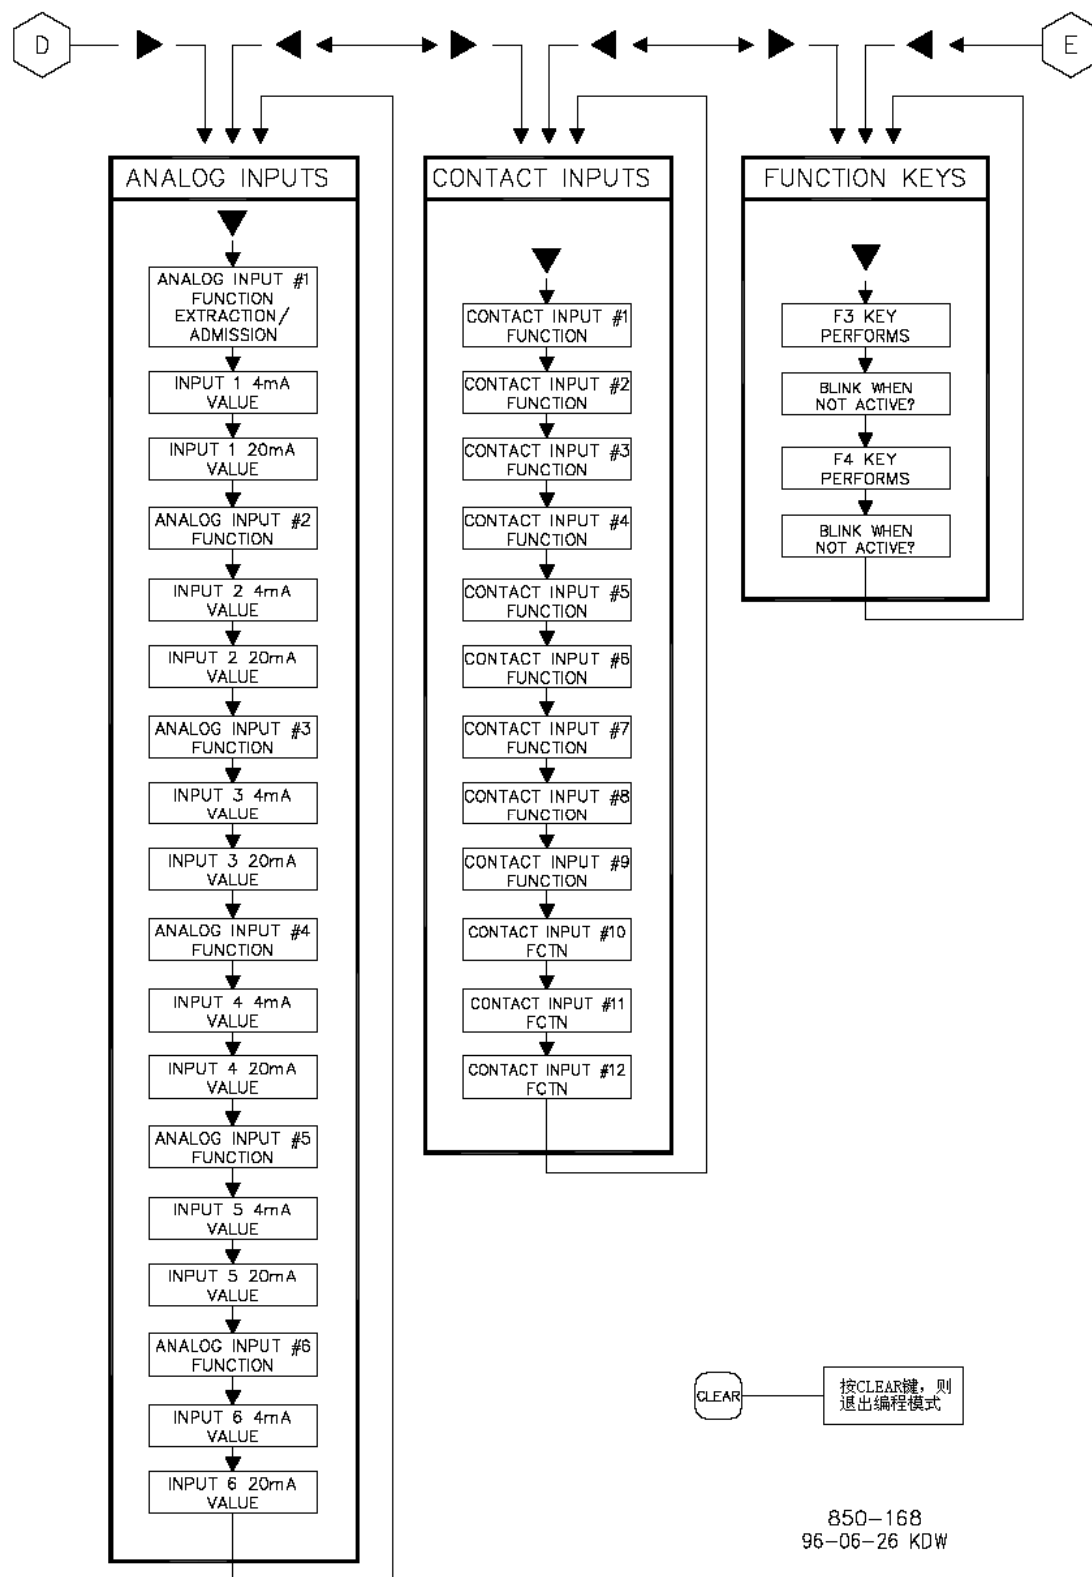 D
E
ANALOG INPUTS
ANALOG INPUT #1
FUNCTION
EXTRACTION/
ADMISSION
INPUT 1 4mA
VALUE
INPUT 1 20mA
VALUE
ANALOG INPUT #2
FUNCTION
INPUT 2 4mA
VALUE
INPUT 2 20mA
VALUE
ANALOG INPUT #3
FUNCTION
INPUT 3 4mA
VALUE
INPUT 3 20mA
VALUE
ANALOG INPUT #4
FUNCTION
INPUT 4 4mA
VALUE
INPUT 4 20mA
VALUE
ANALOG INPUT #5
FUNCTION
INPUT 5 4mA
VALUE
INPUT 5 20mA
VALUE
ANALOG INPUT #6
FUNCTION
INPUT 6 4mA
VALUE
INPUT 6 20mA
VALUE
CONTACT INPUTS
CONTACT INPUT #1
FUNCTION
CONTACT INPUT #2
FUNCTION
CONTACT INPUT #3
FUNCTION
CONTACT INPUT #4
FUNCTION
CONTACT INPUT #5
FUNCTION
CONTACT INPUT #6
FUNCTION
CONTACT INPUT #7
FUNCTION
CONTACT INPUT #8
FUNCTION
CONTACT INPUT #9
FUNCTION
CONTACT INPUT #10
FCTN
CONTACT INPUT #11
FCTN
CONTACT INPUT #12
FCTN
FUNCTION KEYS
F3 KEY
PERFORMS
BLINK WHEN
NOT ACTIVE?
F4 KEY
PERFORMS
BLINK WHEN
NOT ACTIVE?
CLEAR
按CLEAR键，则
退出编程模式
850-168
96-06-26 KDW